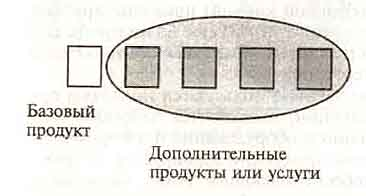 Базовый
продукт
Дополнительные
продукты или услуги